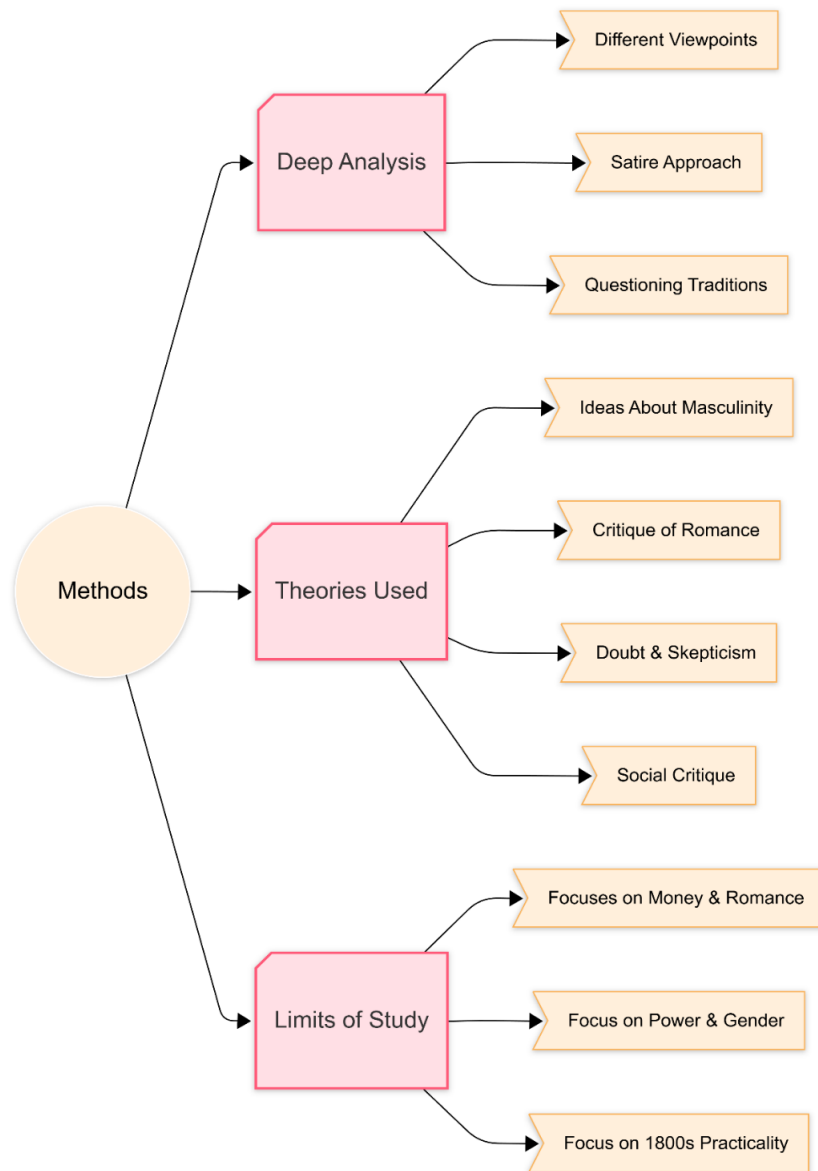 Methods
Deep Analysis
Different Viewpoints
Satire Approach
Questioning Traditions
Theories Used
Ideas About Masculinity
Critique of Romance
Doubt & Skepticism
Social Critique
Limits of Study
Focuses on Money & Romance
Focus on Power & Gender
Focus on 1800s Practicality